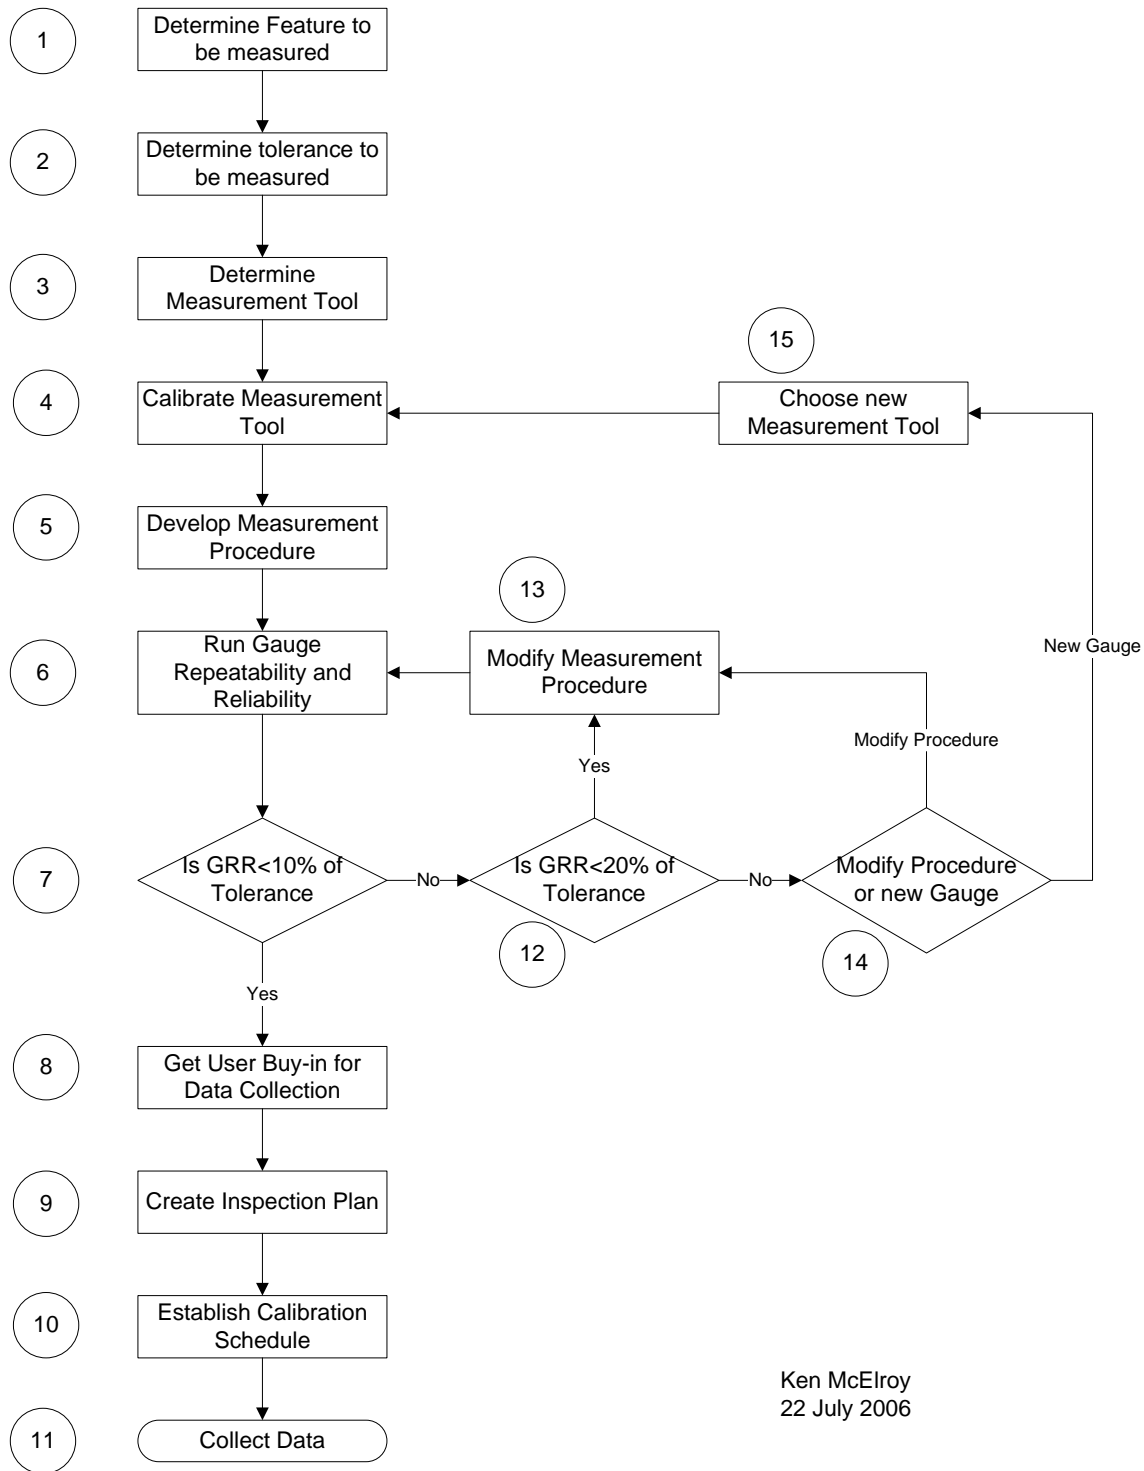 1
Determine Feature to
be measured
2
Determine tolerance to
be measured
3
Determine
Measurement Tool
15
4
Calibrate Measurement
Tool
Choose new
Measurement Tool
5
Develop Measurement
Procedure
13
6
Run Gauge
Repeatability and
Reliability
Modify Measurement
Procedure
New Gauge
Modify Procedure
Yes
7
Is GRR<10% of
Tolerance
No
Is GRR<20% of
Tolerance
No
Modify Procedure
or new Gauge
12
14
Yes
8
Get User Buy-in for
Data Collection
9
Create Inspection Plan
10
Establish Calibration
Schedule
Ken McElroy
22 July 2006
11
Collect Data